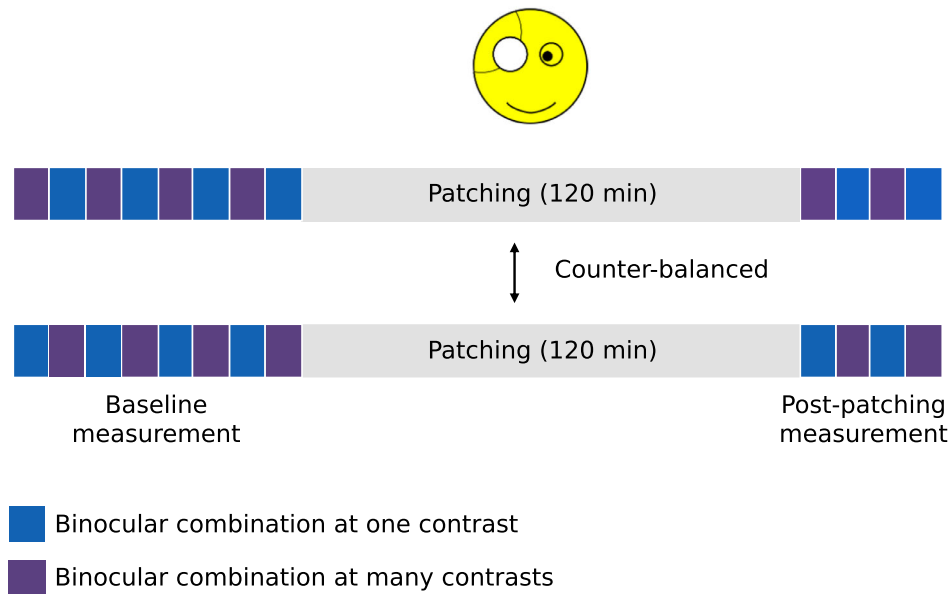 Patching (120 min)
Counter-balanced
Patching (120 min)
Baseline
measurement
Post-patching
measurement
Binocular combination at one contrast
Binocular combination at many contrasts